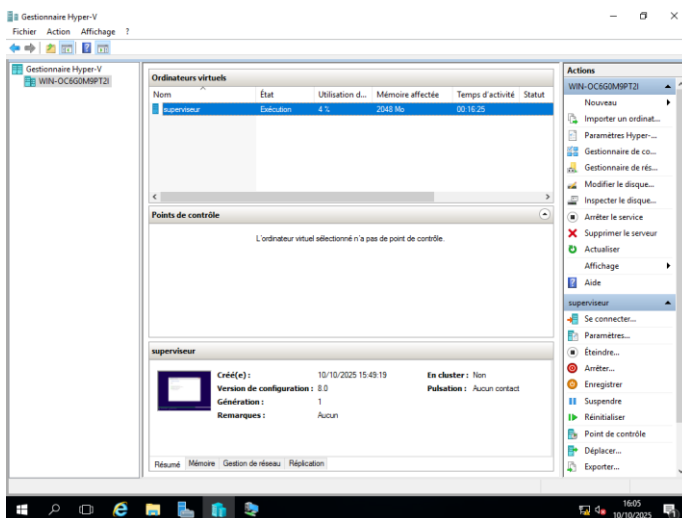 Gestionnaire Hyper-V
Fichier Action Affichage ?
Gestionnaire Hyper-V
WIN-OC6G0M9PT2I
Ordinateurs virtuels
Nom État Utilisation d... Mémoire affectée Temps d'activité Statut
superviseur Exécution 4 % 2048 Mo 00:16:25
Points de contrôle
L'ordinateur virtuel sélectionné n'a pas de point de contrôle.
superviseur
Créé(e) : 10/10/2025 15:49:19 En cluster : Non
Version de configuration : 8.0 Pulsation : Aucun contact
Génération : 1
Remarques : Aucun
Résumé Mémoire Gestion de réseau Réplication
Actions
WIN-OC6G0M9PT2I
Nouveau
Importer un ordinat...
Paramètres Hyper-...
Gestionnaire de co...
Gestionnaire de rés...
Modifier le disque...
Inspecter le disque...
Arrêter le service
Supprimer le serveur
Actualiser
Affichage
Aide
superviseur
Se connecter...
Paramètres...
Éteindre...
Arrêter...
Enregistrer
Suspendre
Réinitialiser
Point de contrôle
Déplacer...
Exporter...
16:05
10/10/2025